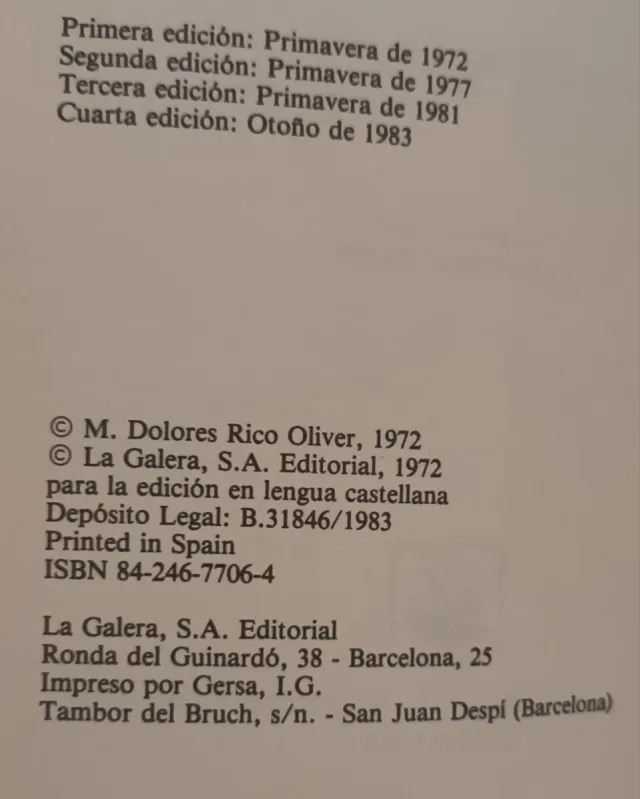 Primera edición: Primavera de 1972
Segunda edición: Primavera de 1977
Tercera edición: Primavera de 1981
Cuarta edición: Otoño de 1983
© M. Dolores Rico Oliver, 1972
© La Galera, S.A. Editorial, 1972
para la edición en lengua castellana
Depósito Legal: B.31846/1983
Printed in Spain
ISBN 84-246-7706-4
La Galera, S.A. Editorial
Ronda del Guinardó, 38 - Barcelona, 25
Impreso por Gersa, I.G.
Tambor del Bruch, s/n. - San Juan Despí (Barcelona)